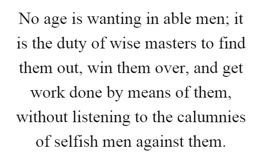 No age is wanting in able men; it
is the duty of wise masters to find
them out, win them over, and get
work done by means of them,
without listening to the calumnies
of selfish men against them.